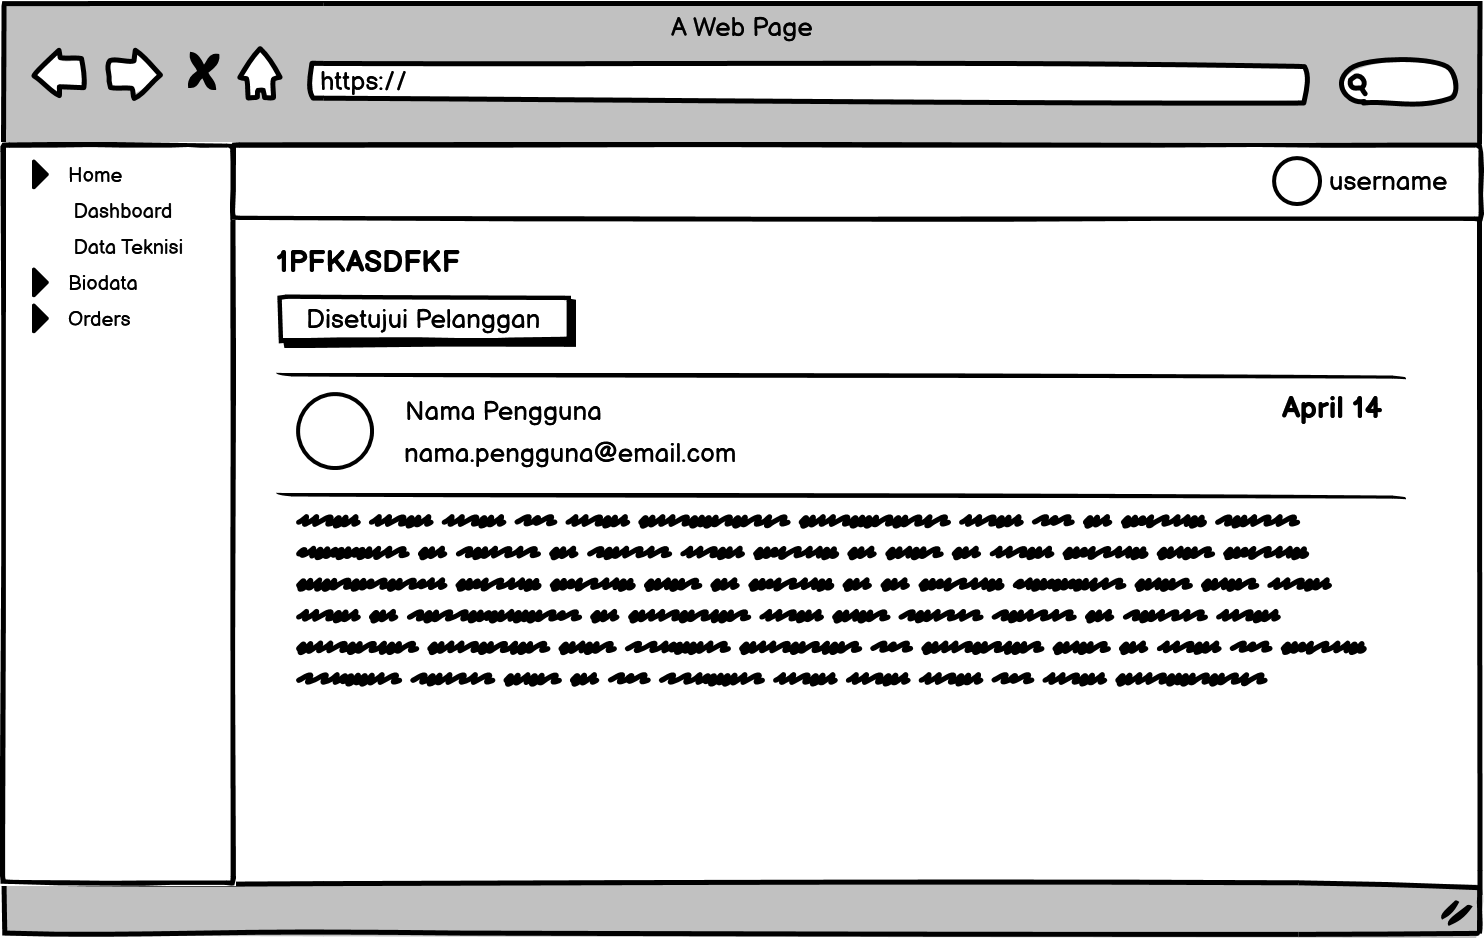 A Web Page
https://
username
Home
Dashboard
Data Teknisi
Biodata
Orders
1PFKASDFKF
Disetujui Pelanggan
Nama Pengguna
April 14
nama.pengguna@email.com